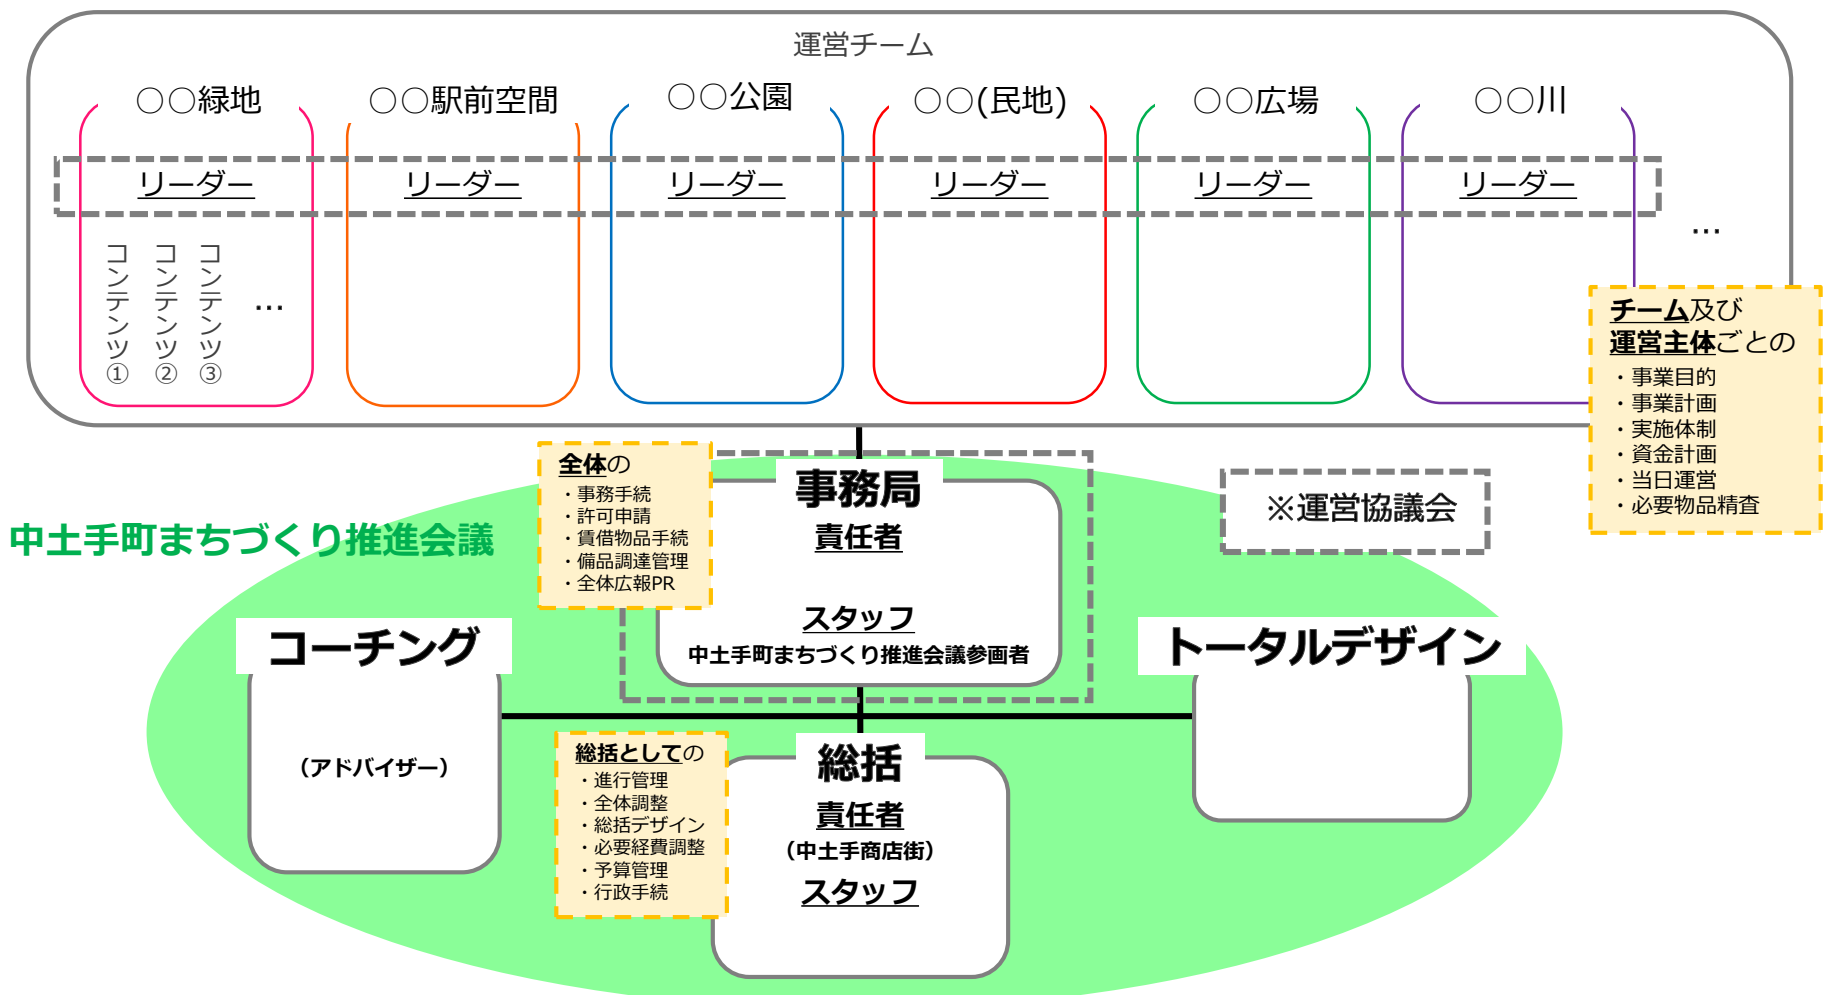 運営チーム
〇〇緑地
〇〇駅前空間
〇〇公園
〇〇(民地)
〇〇広場
〇〇川
リーダー
リーダー
リーダー
リーダー
リーダー
リーダー
コンテンツ①
コンテンツ②
コンテンツ③
…
…
チーム及び
運営主体ごとの
・事業目的
・事業計画
・実施体制
・資金計画
・当日運営
・必要物品精査
全体の
・事務手続
・許可申請
・賃借物品手続
・備品調達管理
・全体広報PR
事務局
責任者
スタッフ
中土手町まちづくり推進会議参画者
※運営協議会
中土手町まちづくり推進会議
コーチング
（アドバイザー）
トータルデザイン
総括としての
・進行管理
・全体調整
・総括デザイン
・必要経費調整
・予算管理
・行政手続
総括
責任者
（中土手商店街）
スタッフ